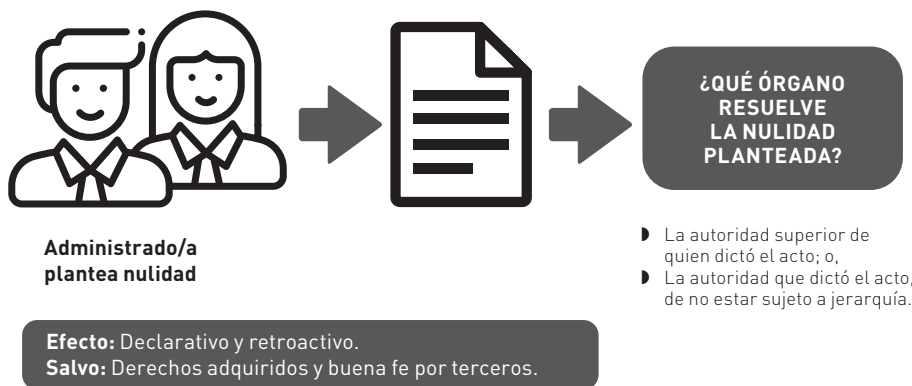 ¿QUÉ ÓRGANO
RESUELVE
LA NULIDAD
PLANTEADA?
Administrado/a
plantea nulidad
◗ La autoridad superior de
quien dictó el acto; o,
◗ La autoridad que dictó el acto,
de no estar sujeto a jerarquía.
Efecto: Declarativo y retroactivo.
Salvo: Derechos adquiridos y buena fe por terceros.